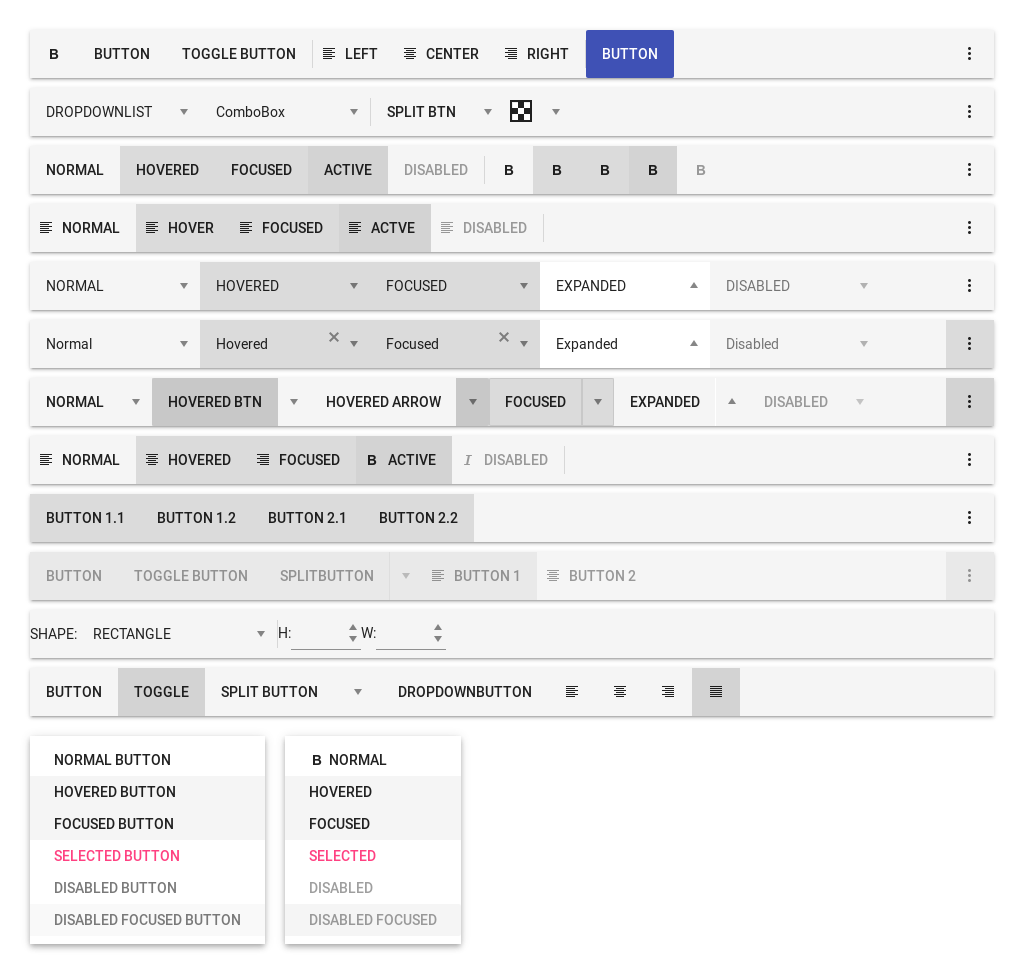 B BUTTON TOGGLE BUTTON LEFT CENTER RIGHT BUTTON
DROPDOWNLIST ComboBox SPLIT BTN
NORMAL HOVERED FOCUSED ACTIVE DISABLED B B B B B
NORMAL HOVER FOCUSED ACTVE DISABLED
NORMAL HOVERED FOCUSED EXPANDED DISABLED
Normal Hovered Focused Expanded Disabled
NORMAL HOVERED BTN HOVERED ARROW FOCUSED EXPANDED DISABLED
NORMAL HOVERED FOCUSED B ACTIVE I DISABLED
BUTTON 1.1 BUTTON 1.2 BUTTON 2.1 BUTTON 2.2
BUTTON TOGGLE BUTTON SPLITBUTTON BUTTON 1 BUTTON 2
SHAPE: RECTANGLE H: W:
BUTTON TOGGLE SPLIT BUTTON DROPDOWNBUTTON
NORMAL BUTTON
HOVERED BUTTON
FOCUSED BUTTON
SELECTED BUTTON
DISABLED BUTTON
DISABLED FOCUSED BUTTON
B NORMAL
HOVERED
FOCUSED
SELECTED
DISABLED
DISABLED FOCUSED